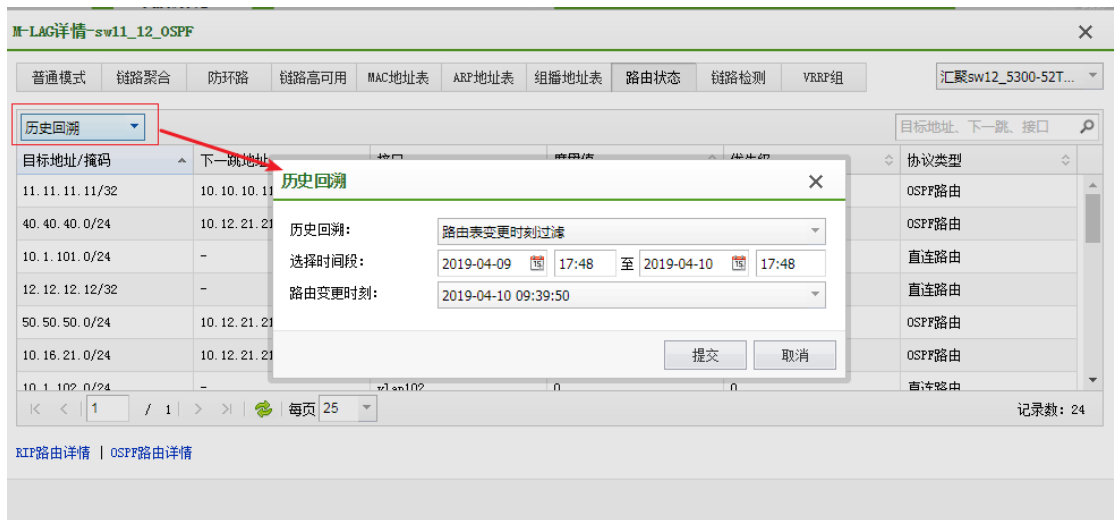 M-LAG详情-sw11_12_OSPF
普通模式 链路聚合 防环路 链路高可用 MAC地址表 ARP地址表 组播地址表 路由状态 链路检测 VRRP组 汇聚sw12_5300-52T...
历史回溯 目标地址、下一跳、接口
目标地址/掩码 下一跳地址 协议类型
11.11.11.11/32 10.10.10.11 OSPF路由
40.40.40.0/24 10.12.21.21 OSPF路由
10.1.101.0/24 - 直连路由
12.12.12.12/32 - 直连路由
50.50.50.0/24 10.12.21.21 OSPF路由
10.16.21.0/24 10.12.21.21 OSPF路由
10.1.102.0/24 - vlan102 0 0 直连路由
历史回溯
历史回溯: 路由表变更时刻过滤
选择时间段: 2019-04-09 15 17:48 至 2019-04-10 15 17:48
路由变更时刻: 2019-04-10 09:39:50
提交 取消
1 / 1 每页 25 记录数: 24
RIP路由详情 | OSPF路由详情